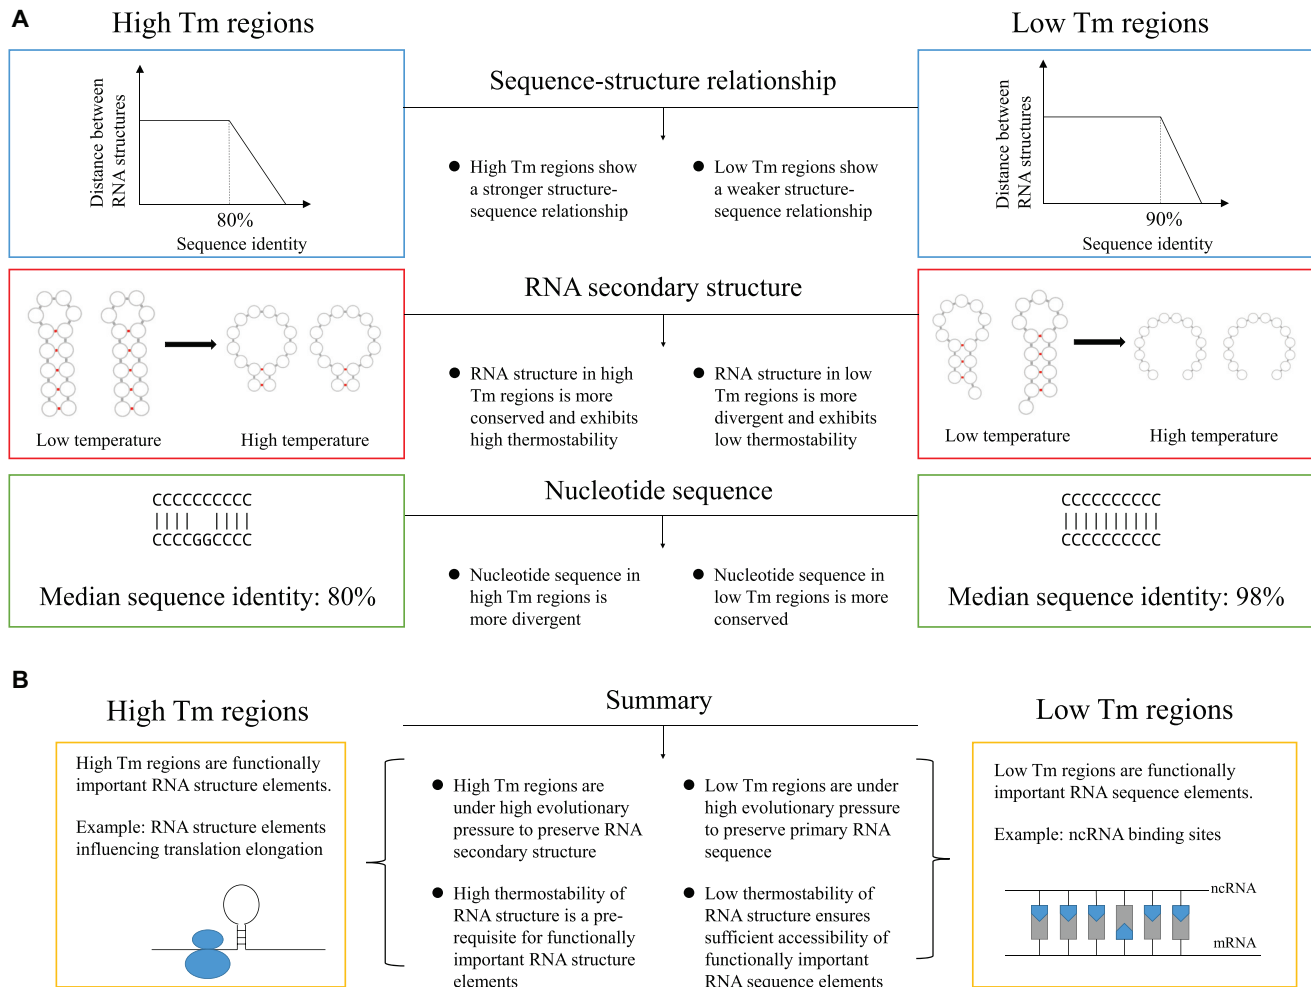 A
High Tm regions
Low Tm regions
Distance between
RNA structures
80%
Sequence identity
Sequence-structure relationship
High Tm regions show
a stronger structure-
sequence relationship
Low Tm regions show
a weaker structure-
sequence relationship
Distance between
RNA structures
90%
Sequence identity
Low temperature
High temperature
RNA secondary structure
RNA structure in high
Tm regions is more
conserved and exhibits
high thermostability
RNA structure in low
Tm regions is more
divergent and exhibits
low thermostability
Low temperature
High temperature
CCCCCCCCCC
|||| ||||
CCCCGGCCCC
Median sequence identity: 80%
Nucleotide sequence
Nucleotide sequence in
high Tm regions is
more divergent
Nucleotide sequence in
low Tm regions is more
conserved
CCCCCCCCCC
||||||||||
CCCCCCCCCC
Median sequence identity: 98%
B
High Tm regions
Summary
Low Tm regions
High Tm regions are functionally
important RNA structure elements.
Example: RNA structure elements
influencing translation elongation
High Tm regions are
under high evolutionary
pressure to preserve RNA
secondary structure
High thermostability of
RNA structure is a pre-
requisite for functionally
important RNA structure
elements
Low Tm regions are under
high evolutionary pressure
to preserve primary RNA
sequence
Low thermostability of
RNA structure ensures
sufficient accessibility of
functionally important
RNA sequence elements
Low Tm regions are functionally
important RNA sequence elements.
Example: ncRNA binding sites
ncRNA
mRNA